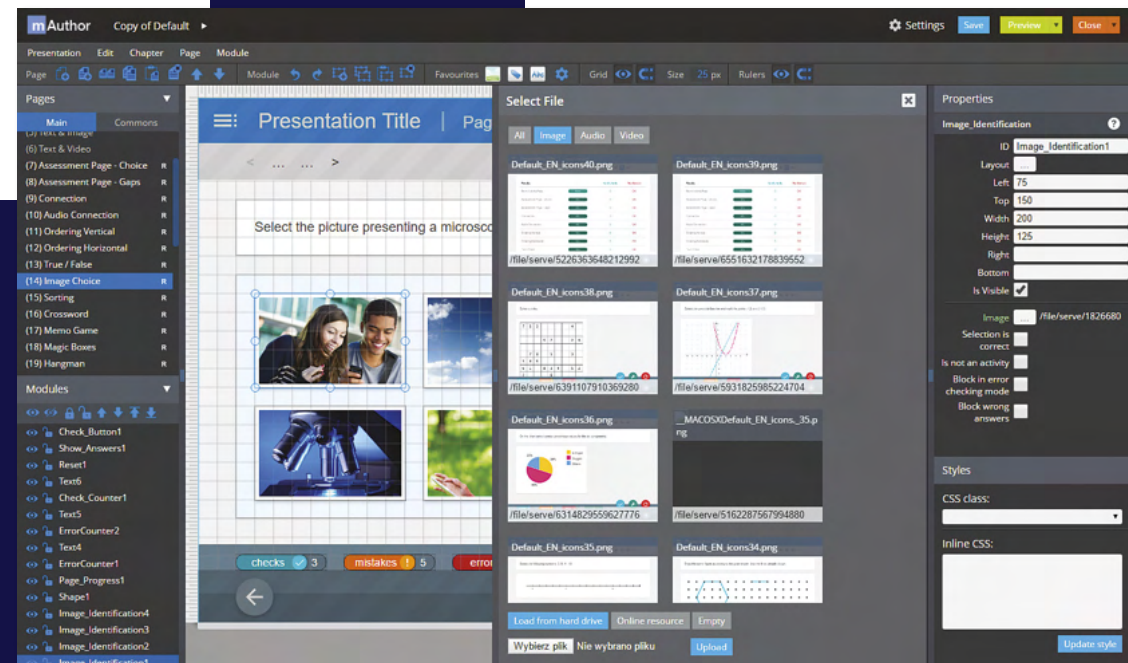 mAuthor Copy of Default
Settings Save Preview Close
Presentation Edit Chapter Page Module
Page Module Favourites Abc Grid Size 25 px Rulers
Pages
Main Commons
(5) Text & Image
(6) Text & Video
(7) Assessment Page - Choice R
(8) Assessment Page - Gaps R
(9) Connection R
(10) Audio Connection R
(11) Ordering Vertical R
(12) Ordering Horizontal R
(13) True / False R
(14) Image Choice R
(15) Sorting R
(16) Crossword R
(17) Memo Game R
(18) Magic Boxes R
(19) Hangman R
Modules
Check_Button1
Show_Answers1
Reset1
Text6
Check_Counter1
Text5
ErrorCounter2
Text4
ErrorCounter1
Page_Progress1
Shape1
Image_Identification4
Image_Identification3
Image_Identification2
Image_Identification1
Presentation Title | Pag
< ... ... >
Select the picture presenting a microsco
checks 3 mistakes 5 erro
Select File
All Image Audio Video
Default_EN_icons40.png Default_EN_icons39.png
/file/serve/5226363648212992 /file/serve/6551632178839552
Default_EN_icons38.png Default_EN_icons37.png
/file/serve/6391107910369280 /file/serve/5931825985224704
Default_EN_icons36.png __MACOSXDefault_EN_icons._35.p
ng
/file/serve/6314829559627776 /file/serve/5162287567994880
Default_EN_icons35.png Default_EN_icons34.png
Load from hard drive Online resource Empty
Wybierz plik Nie wybrano pliku Upload
Properties
Image_Identification ?
ID Image_Identification1
Layout ...
Left 75
Top 150
Width 200
Height 125
Right
Bottom
Is Visible
Image ... /file/serve/1826680
Selection is
correct
Is not an activity
Block in error
checking mode
Block wrong
answers
Styles
CSS class:
Inline CSS:
Update style